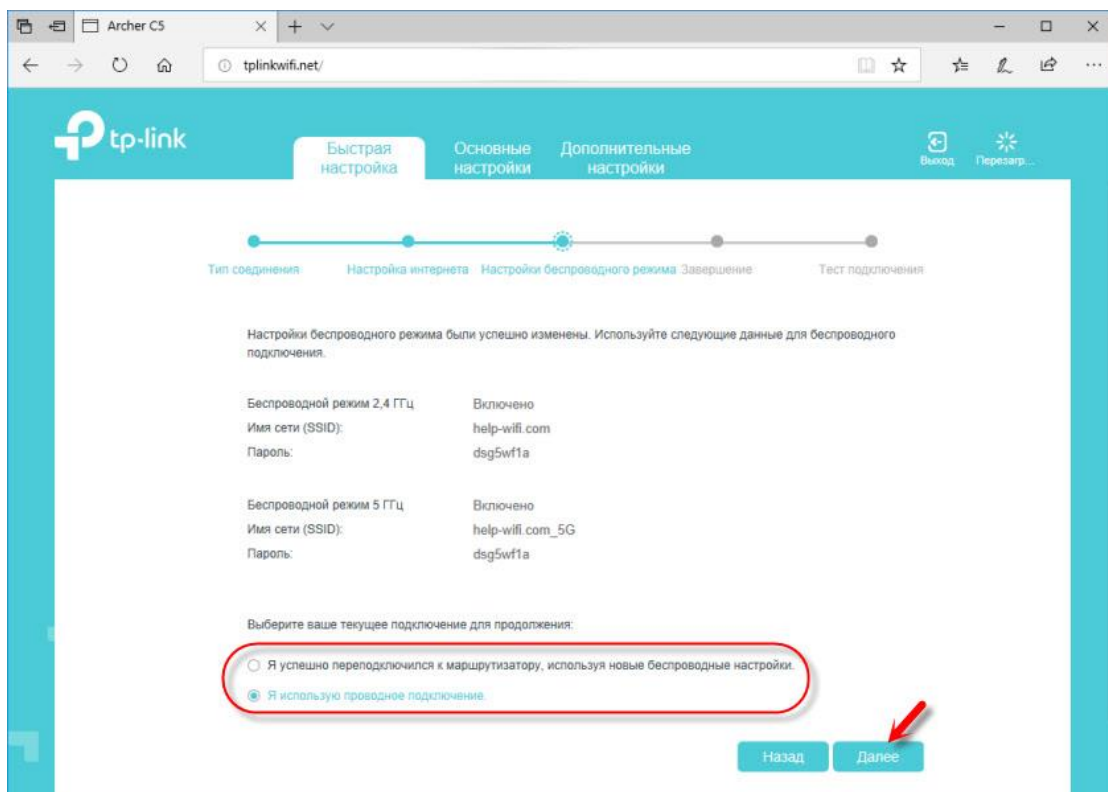 Archer C5
tplinkwifi.net/
tp-link
Быстрая настройка
Основные настройки
Дополнительные настройки
Выход
Перезагр...
Тип соединения
Настройка интернета
Настройки беспроводного режима
Завершение
Тест подключения
Настройки беспроводного режима были успешно изменены. Используйте следующие данные для беспроводного
подключения.
Беспроводной режим 2,4 ГГц Включено
Имя сети (SSID): help-wifi.com
Пароль: dsg5wf1a
Беспроводной режим 5 ГГц Включено
Имя сети (SSID): help-wifi.com_5G
Пароль: dsg5wf1a
Выберите ваше текущее подключение для продолжения:
Я успешно переподключился к маршрутизатору, используя новые беспроводные настройки.
Я использую проводное подключение.
Назад
Далее